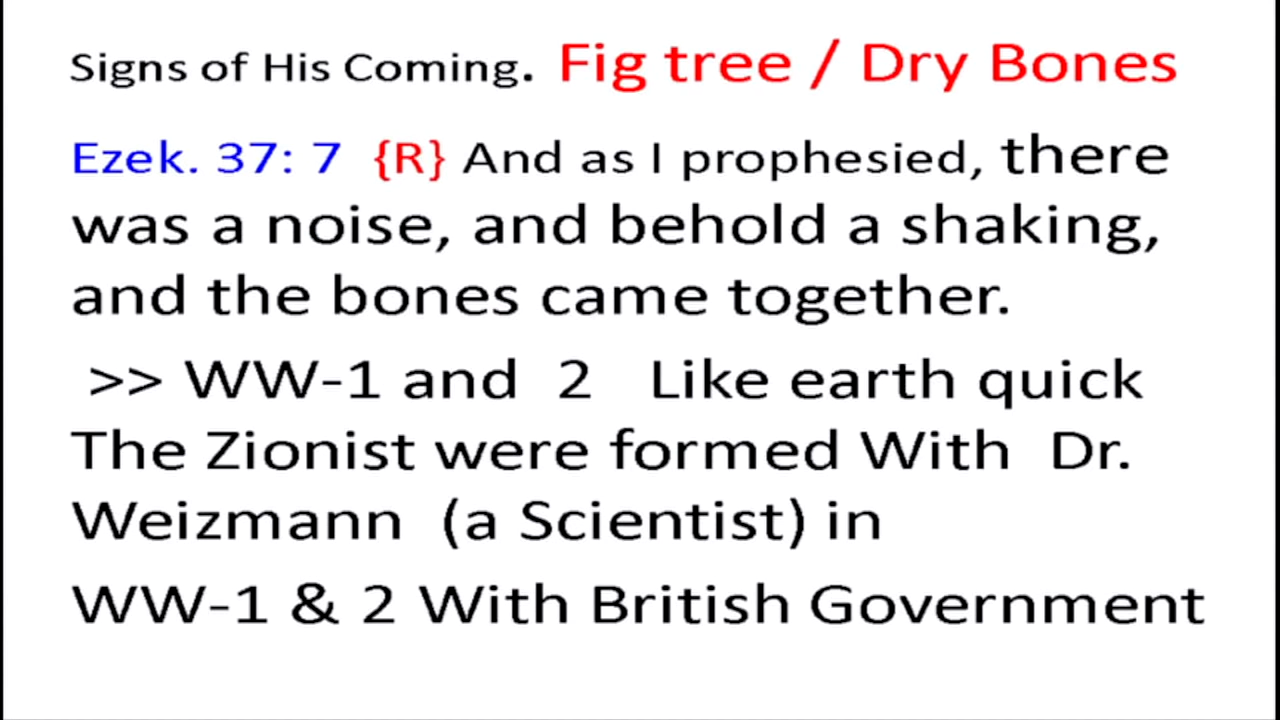 Signs of His Coming. Fig tree / Dry Bones
Ezek. 37: 7 {R} And as I prophesied, there
was a noise, and behold a shaking,
and the bones came together.
>> WW-1 and 2 Like earth quick
The Zionist were formed With Dr.
Weizmann (a Scientist) in
WW-1 & 2 With British Government